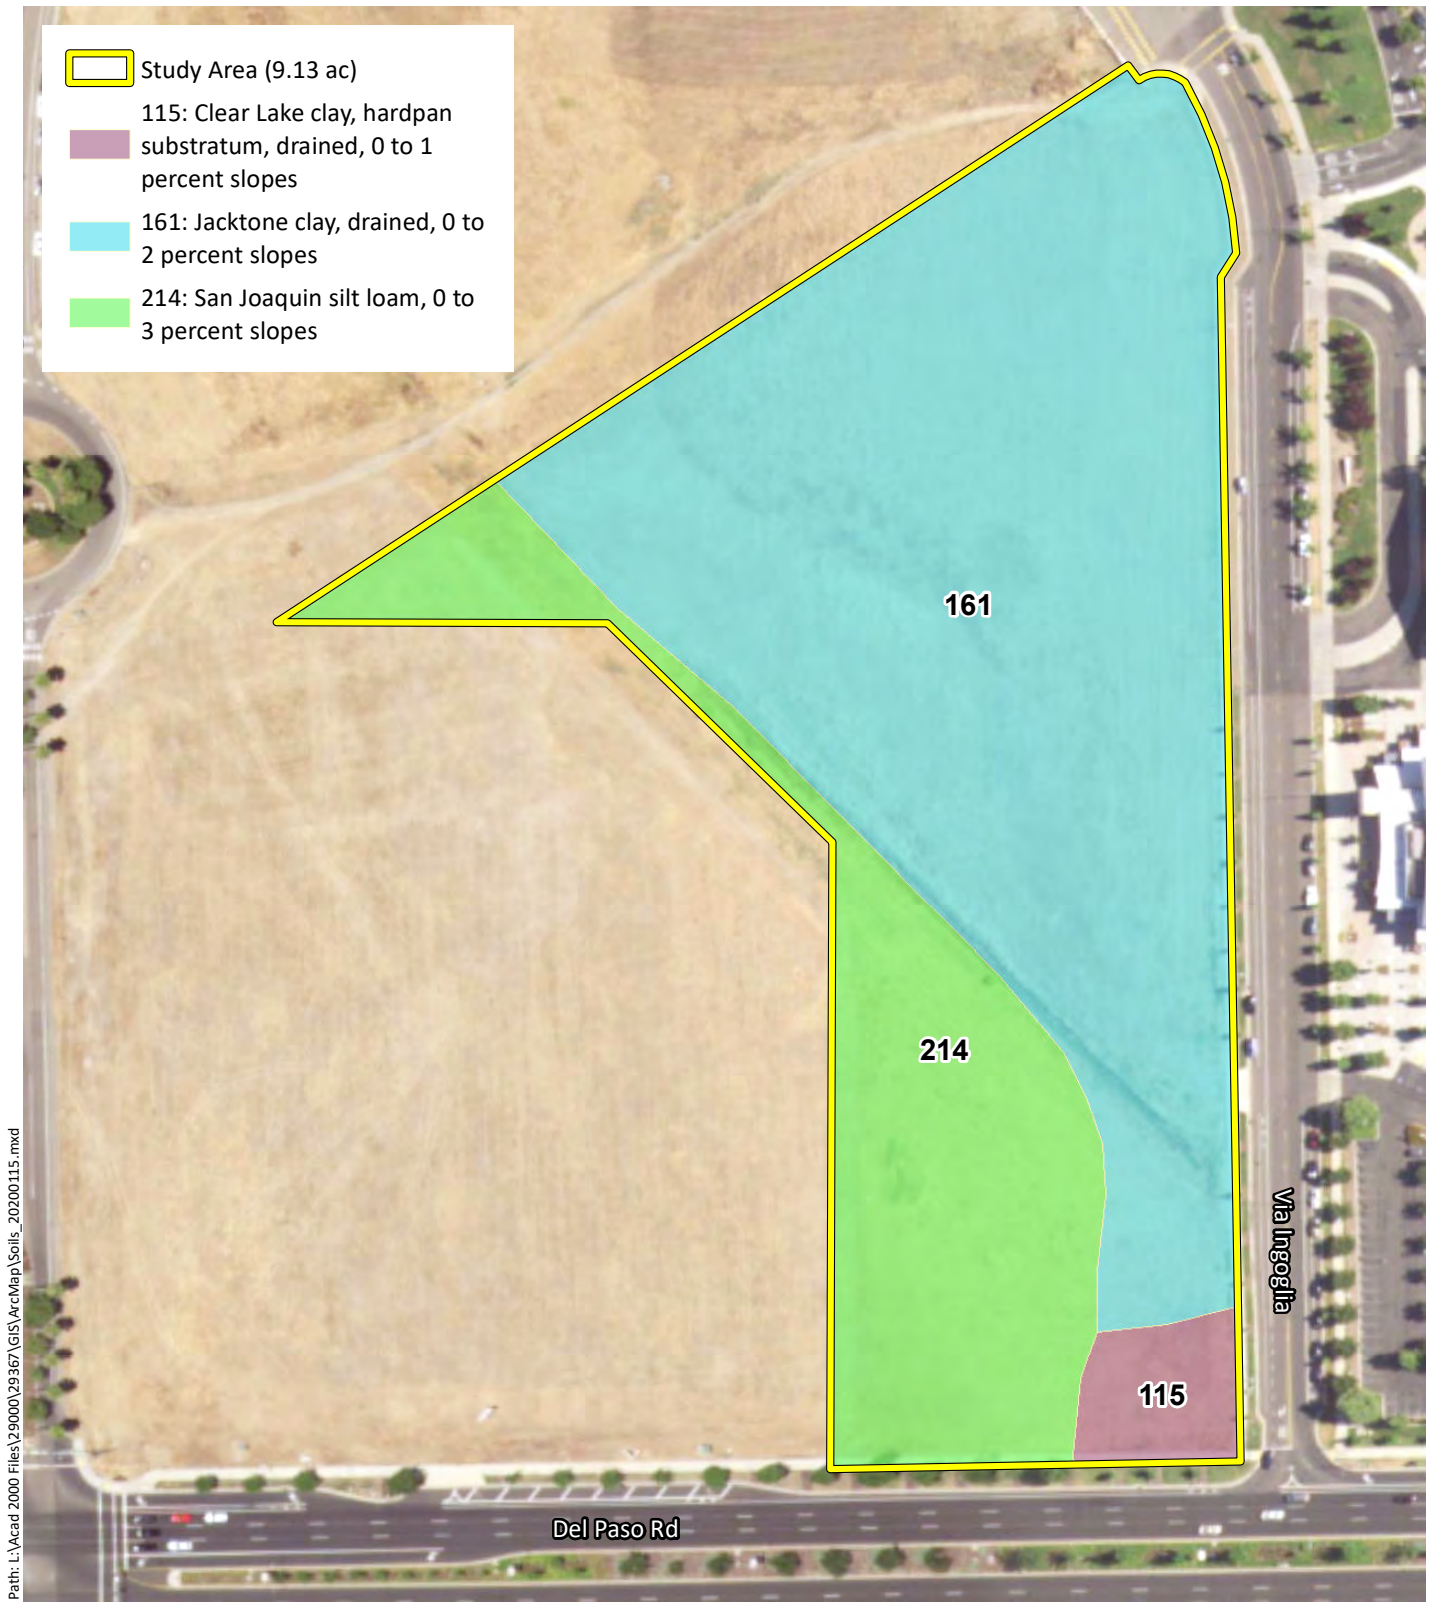 Study Area (9.13 ac)
115: Clear Lake clay, hardpan
substratum, drained, 0 to 1
percent slopes
161: Jacktone clay, drained, 0 to
2 percent slopes
214: San Joaquin silt loam, 0 to
3 percent slopes
161
214
115
Via Ingoglia
Del Paso Rd
Path: L:\Acad 2000 Files\29000\29367\GIS\ArcMap\Soils_20200115.mxd